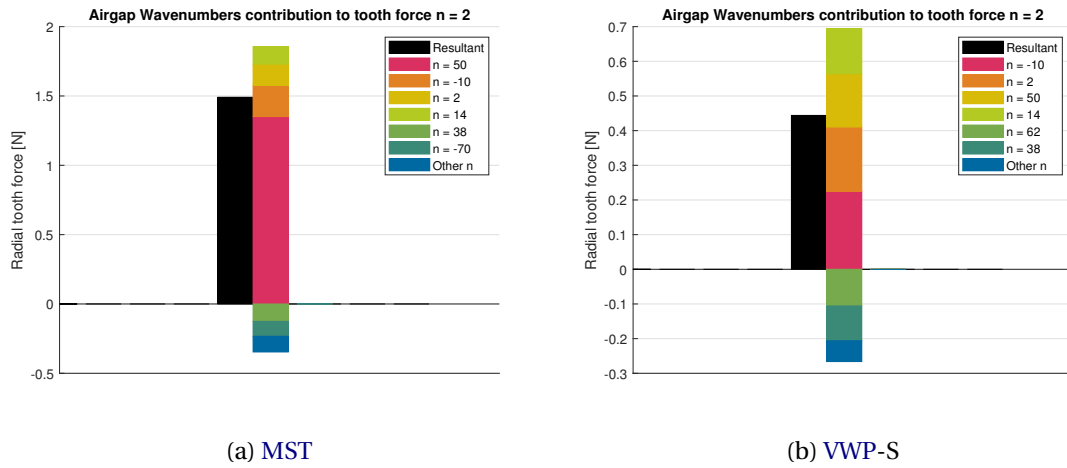 Airgap Wavenumbers contribution to tooth force n = 2
Radial tooth force [N]
2
1.5
1
0.5
0
-0.5
Resultant
n = 50
n = -10
n = 2
n = 14
n = 38
n = -70
Other n
(a) MST
Airgap Wavenumbers contribution to tooth force n = 2
Radial tooth force [N]
0.7
0.6
0.5
0.4
0.3
0.2
0.1
0
-0.1
-0.2
-0.3
Resultant
n = -10
n = 2
n = 50
n = 14
n = 62
n = 38
Other n
(b) VWP-S